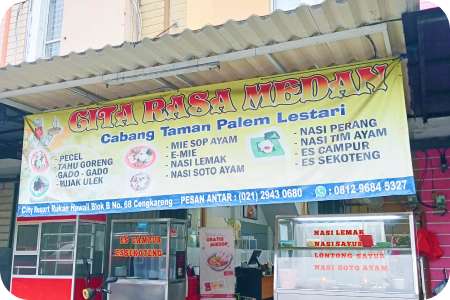 GITA RASA MEDAN
Cabang Taman Palem Lestari
- PECEL
- TAHU GORENG
- GADO - GADO
- RUJAK ULEK
- MIE SOP AYAM
- E-MIE
- NASI LEMAK
- NASI SOTO AYAM
- NASI PERANG
- NASI TIM AYAM
- ES CAMPUR
- ES SEKOTENG
City Resort Rukan Hawaii Blok B No. 68 Cengkareng
PESAN ANTAR : (021) 2943 0680
: 0812 9684 5327
ES CAMPUR
ES SEKOTENG
GRATIS
MIESOP
NASI LEMAK
NASI SAYUR
LONTONG SAYUR
NASI SOTO AYAM